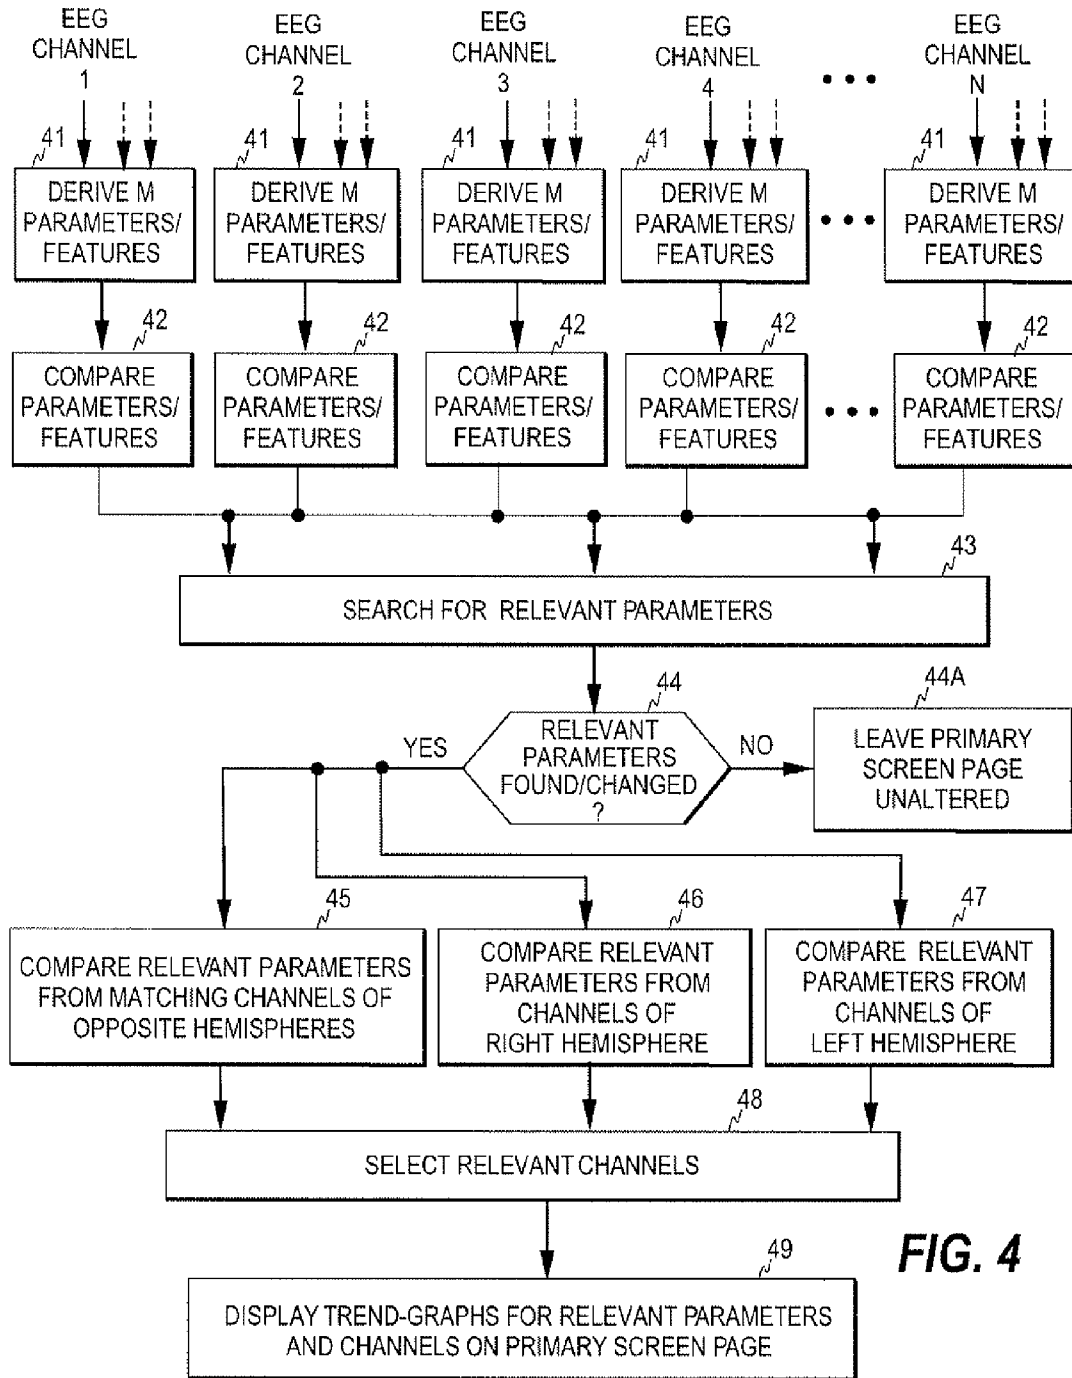 EEG
CHANNEL
1
EEG
CHANNEL
2
EEG
CHANNEL
3
EEG
CHANNEL
4
EEG
CHANNEL
N
41
DERIVE M
PARAMETERS/
FEATURES
41
DERIVE M
PARAMETERS/
FEATURES
41
DERIVE M
PARAMETERS/
FEATURES
41
DERIVE M
PARAMETERS/
FEATURES
41
DERIVE M
PARAMETERS/
FEATURES
42
COMPARE
PARAMETERS/
FEATURES
42
COMPARE
PARAMETERS/
FEATURES
42
COMPARE
PARAMETERS/
FEATURES
42
COMPARE
PARAMETERS/
FEATURES
42
COMPARE
PARAMETERS/
FEATURES
43
SEARCH FOR RELEVANT PARAMETERS
44
RELEVANT
PARAMETERS
FOUND/CHANGED
?
YES
NO
44A
LEAVE PRIMARY
SCREEN PAGE
UNALTERED
45
COMPARE RELEVANT PARAMETERS
FROM MATCHING CHANNELS OF
OPPOSITE HEMISPHERES
46
COMPARE RELEVANT
PARAMETERS FROM
CHANNELS OF
RIGHT HEMISPHERE
47
COMPARE RELEVANT
PARAMETERS FROM
CHANNELS OF
LEFT HEMISPHERE
48
SELECT RELEVANT CHANNELS
49
DISPLAY TREND-GRAPHS FOR RELEVANT PARAMETERS
AND CHANNELS ON PRIMARY SCREEN PAGE
FIG. 4